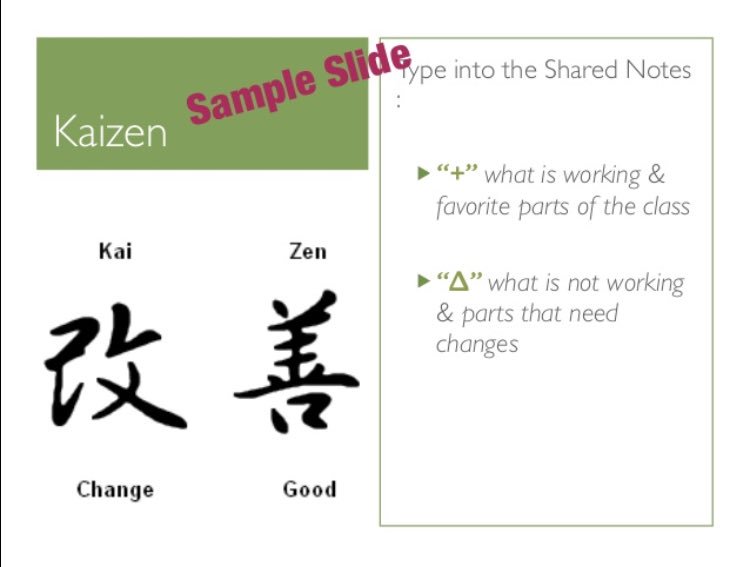 Sample Slide
Kaizen
Kai Zen
改善
Change Good
Type into the Shared Notes
:
“+” what is working &
favorite parts of the class
“Δ” what is not working
& parts that need
changes